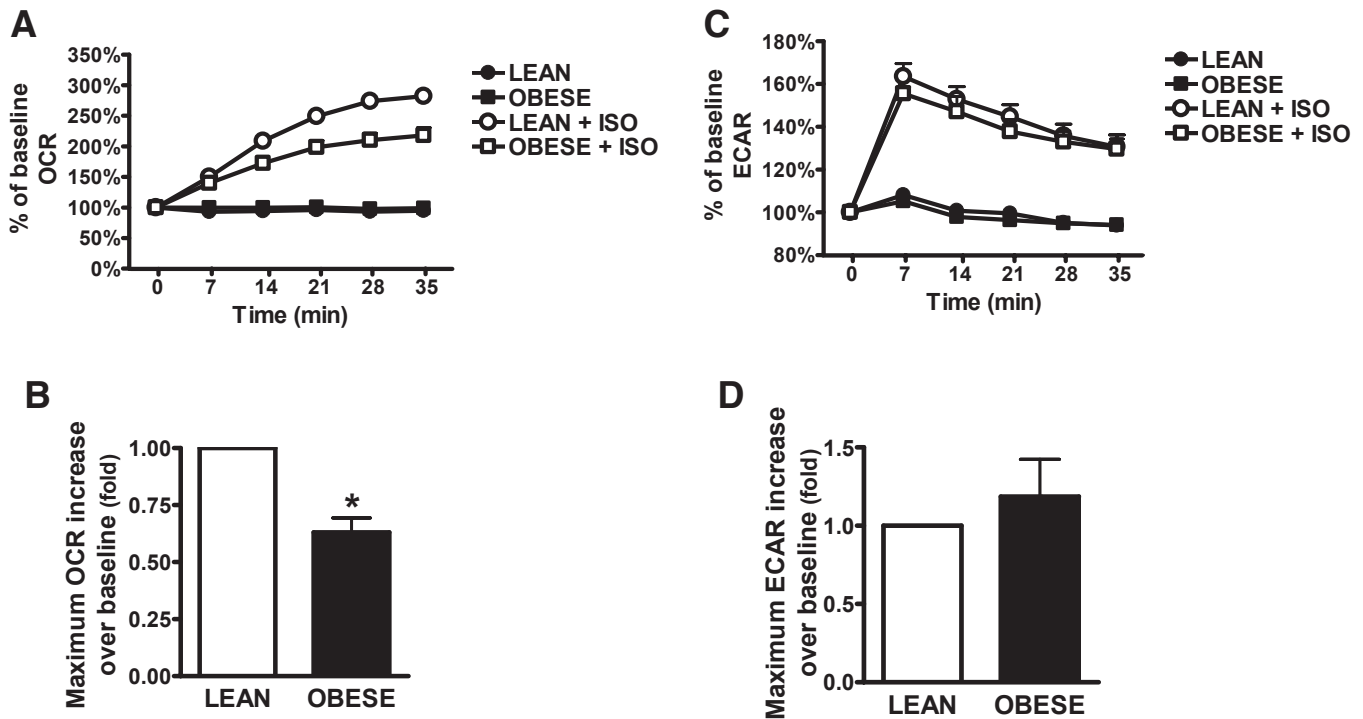 A
% of baseline
OCR
350%
300%
250%
200%
150%
100%
50%
0%
0 7 14 21 28 35
Time (min)
LEAN
OBESE
LEAN + ISO
OBESE + ISO
C
% of baseline
ECAR
180%
160%
140%
120%
100%
80%
0 7 14 21 28 35
Time (min)
LEAN
OBESE
LEAN + ISO
OBESE + ISO
B
Maximum OCR increase
over baseline (fold)
1.00
0.75
0.50
0.25
0.00
*
LEAN OBESE
D
Maximum ECAR increase
over baseline (fold)
1.5
1.0
0.5
0.0
LEAN OBESE